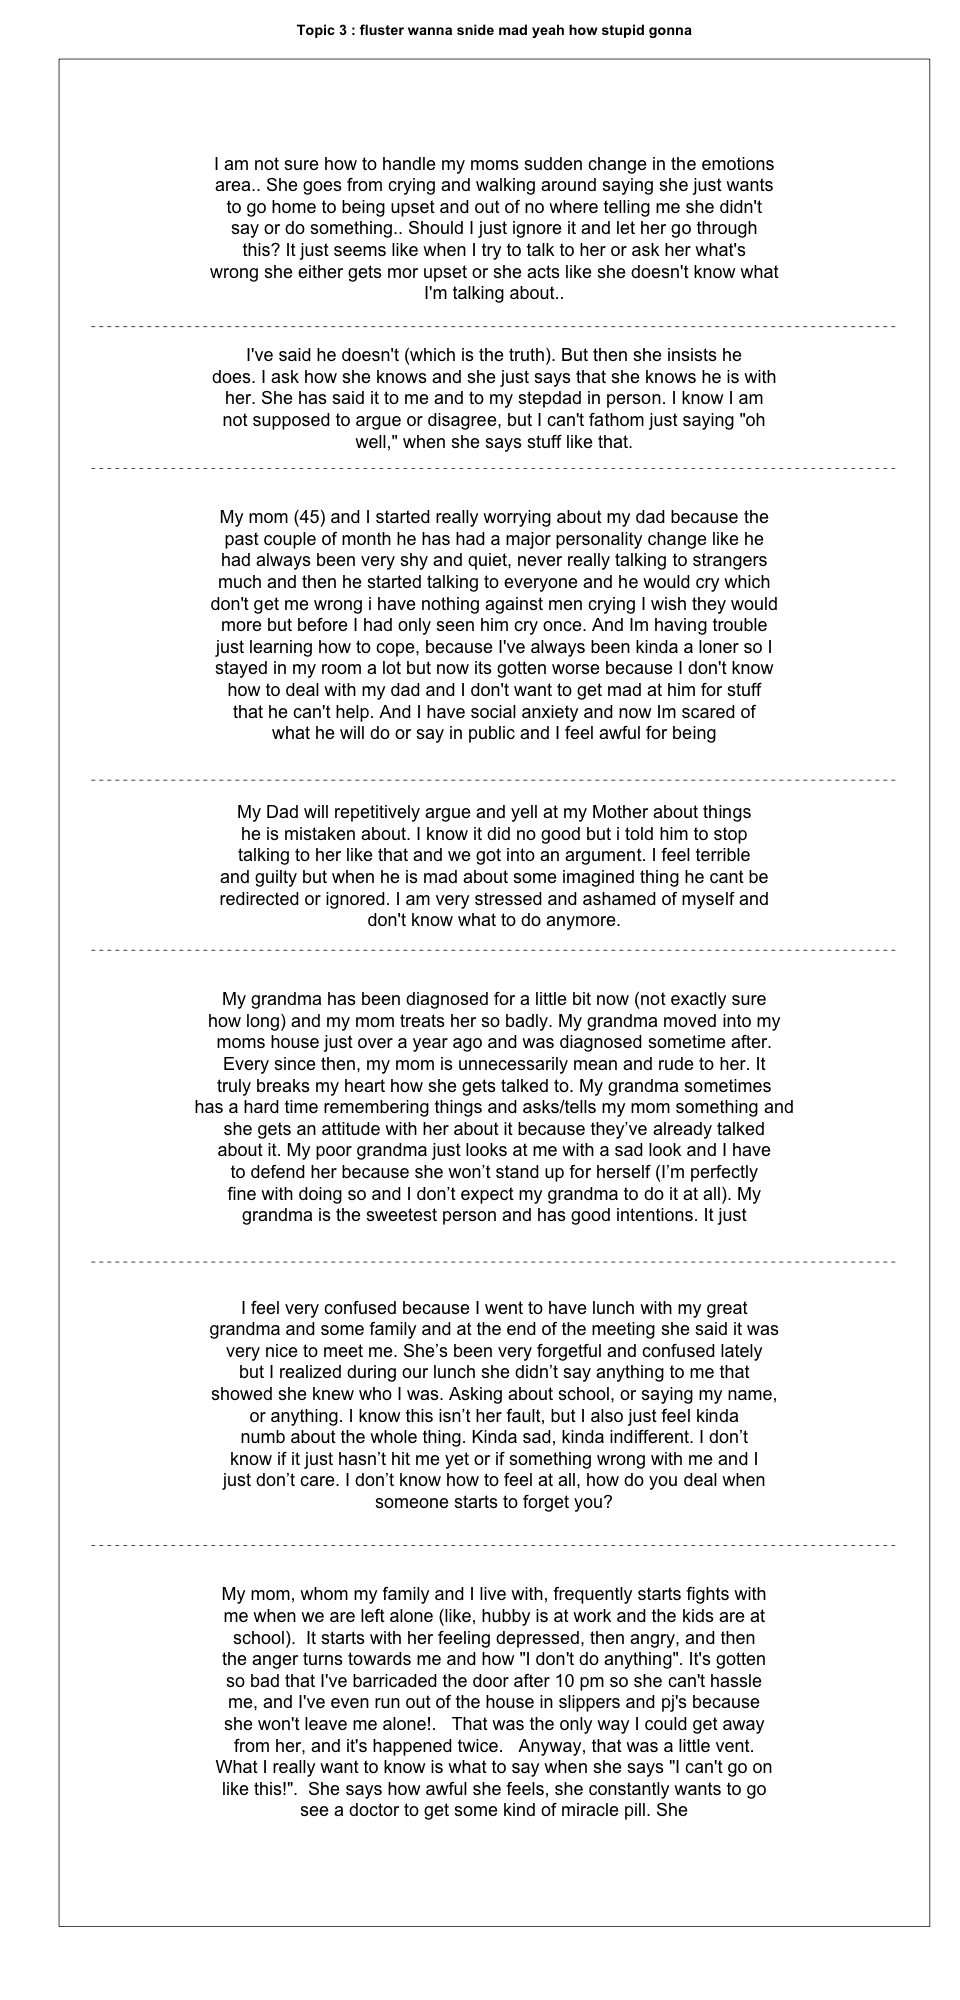 Topic 3 : fluster wanna snide mad yeah how stupid gonna
I am not sure how to handle my moms sudden change in the emotions
area.. She goes from crying and walking around saying she just wants
to go home to being upset and out of no where telling me she didn't
say or do something.. Should I just ignore it and let her go through
this? It just seems like when I try to talk to her or ask her what's
wrong she either gets mor upset or she acts like she doesn't know what
I'm talking about..
I've said he doesn't (which is the truth). But then she insists he
does. I ask how she knows and she just says that she knows he is with
her. She has said it to me and to my stepdad in person. I know I am
not supposed to argue or disagree, but I can't fathom just saying "oh
well," when she says stuff like that.
My mom (45) and I started really worrying about my dad because the
past couple of month he has had a major personality change like he
had always been very shy and quiet, never really talking to strangers
much and then he started talking to everyone and he would cry which
don't get me wrong i have nothing against men crying I wish they would
more but before I had only seen him cry once. And Im having trouble
just learning how to cope, because I've always been kinda a loner so I
stayed in my room a lot but now its gotten worse because I don't know
how to deal with my dad and I don't want to get mad at him for stuff
that he can't help. And I have social anxiety and now Im scared of
what he will do or say in public and I feel awful for being
My Dad will repetitively argue and yell at my Mother about things
he is mistaken about. I know it did no good but i told him to stop
talking to her like that and we got into an argument. I feel terrible
and guilty but when he is mad about some imagined thing he cant be
redirected or ignored. I am very stressed and ashamed of myself and
don't know what to do anymore.
My grandma has been diagnosed for a little bit now (not exactly sure
how long) and my mom treats her so badly. My grandma moved into my
moms house just over a year ago and was diagnosed sometime after.
Every since then, my mom is unnecessarily mean and rude to her. It
truly breaks my heart how she gets talked to. My grandma sometimes
has a hard time remembering things and asks/tells my mom something and
she gets an attitude with her about it because they’ve already talked
about it. My poor grandma just looks at me with a sad look and I have
to defend her because she won’t stand up for herself (I’m perfectly
fine with doing so and I don’t expect my grandma to do it at all). My
grandma is the sweetest person and has good intentions. It just
I feel very confused because I went to have lunch with my great
grandma and some family and at the end of the meeting she said it was
very nice to meet me. She’s been very forgetful and confused lately
but I realized during our lunch she didn’t say anything to me that
showed she knew who I was. Asking about school, or saying my name,
or anything. I know this isn’t her fault, but I also just feel kinda
numb about the whole thing. Kinda sad, kinda indifferent. I don’t
know if it just hasn’t hit me yet or if something wrong with me and I
just don’t care. I don’t know how to feel at all, how do you deal when
someone starts to forget you?
My mom, whom my family and I live with, frequently starts fights with
me when we are left alone (like, hubby is at work and the kids are at
school).  It starts with her feeling depressed, then angry, and then
the anger turns towards me and how "I don't do anything". It's gotten
so bad that I've barricaded the door after 10 pm so she can't hassle
me, and I've even run out of the house in slippers and pj's because
she won't leave me alone!.   That was the only way I could get away
from her, and it's happened twice.   Anyway, that was a little vent.
What I really want to know is what to say when she says "I can't go on
like this!".  She says how awful she feels, she constantly wants to go
see a doctor to get some kind of miracle pill. She